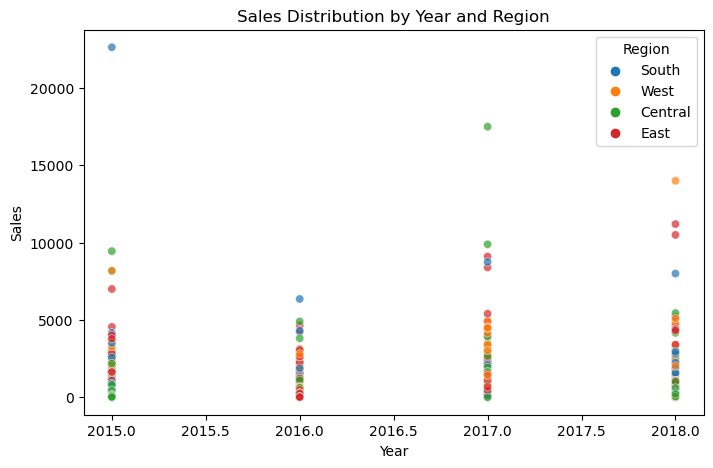 Sales Distribution by Year and Region
Region
South
West
Central
East
Sales
20000
15000
10000
5000
0
2015.0 2015.5 2016.0 2016.5 2017.0 2017.5 2018.0
Year